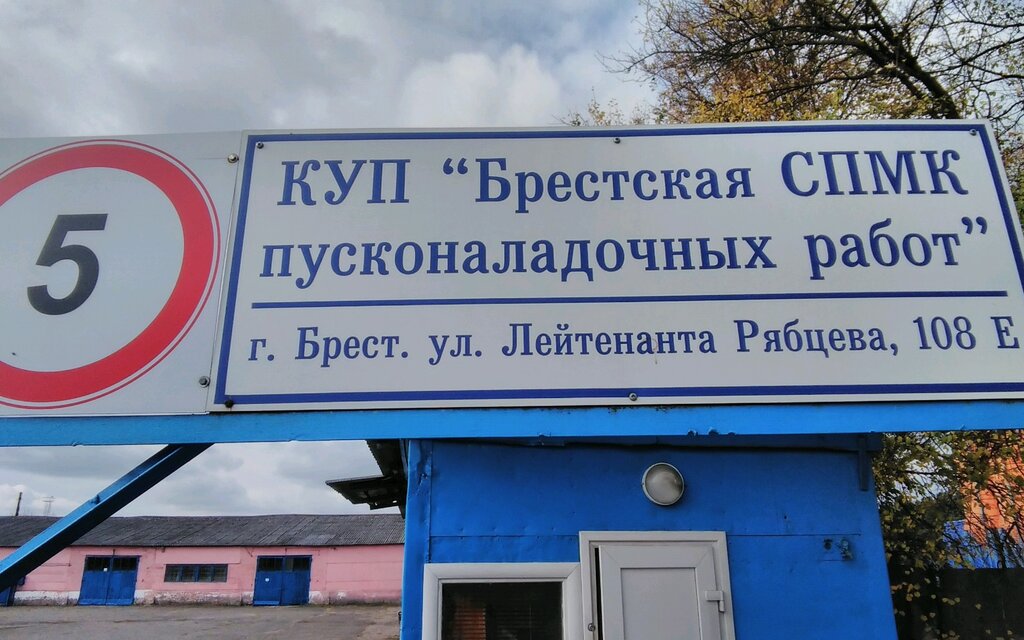 5
КУП “Брестская СПМК
пусконаладочных работ”
г. Брест. ул. Лейтенанта Рябцева, 108 Е